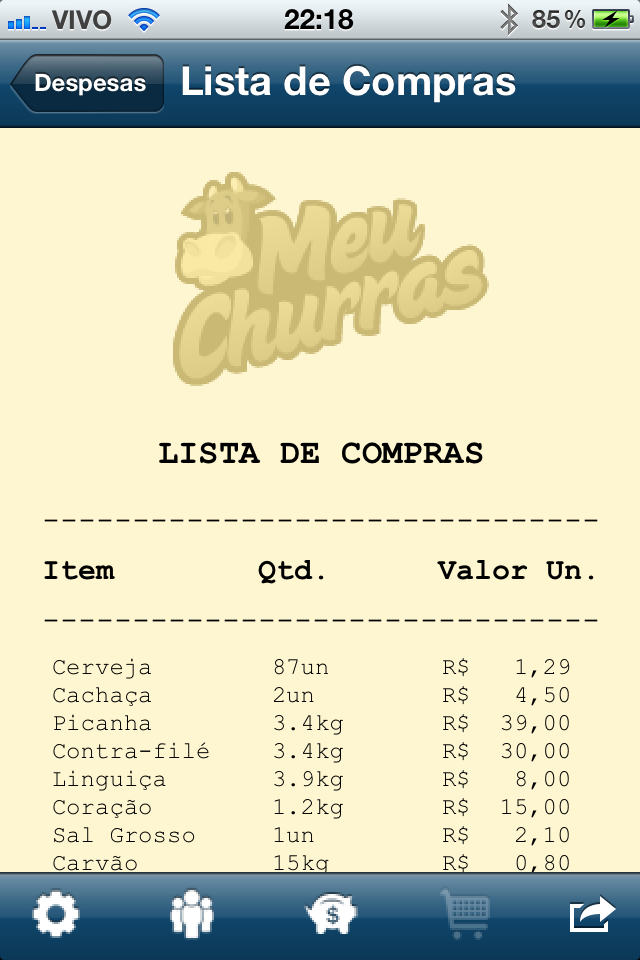 VIVO 22:18 85%
Despesas Lista de Compras
Meu
Churras
LISTA DE COMPRAS
-------------------------------
Item Qtd. Valor Un.
-------------------------------
Cerveja 87un R$ 1,29
Cachaça 2un R$ 4,50
Picanha 3.4kg R$ 39,00
Contra-filé 3.4kg R$ 30,00
Linguiça 3.9kg R$ 8,00
Coração 1.2kg R$ 15,00
Sal Grosso 1un R$ 2,10
Carvão 15kg R$ 0,80
$